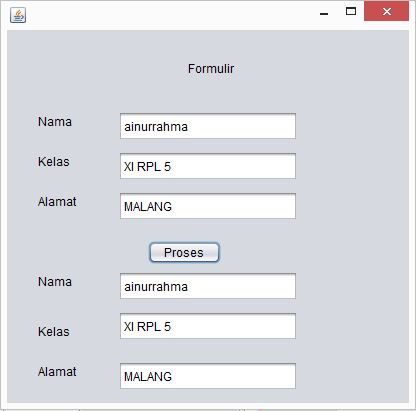 Formulir
Nama ainurrahma
Kelas XI RPL 5
Alamat MALANG
Proses
Nama ainurrahma
Kelas XI RPL 5
Alamat MALANG